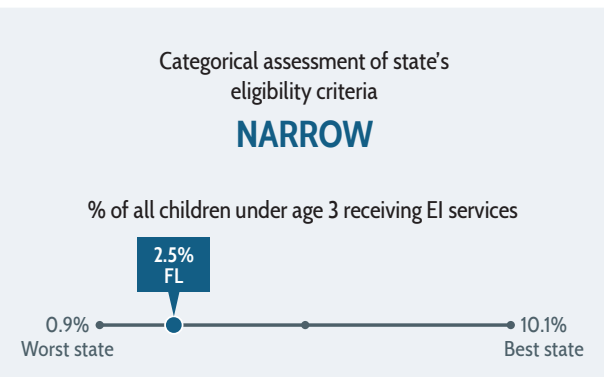 Categorical assessment of state’s
eligibility criteria
NARROW
% of all children under age 3 receiving EI services
2.5%
FL
0.9%
Worst state
10.1%
Best state